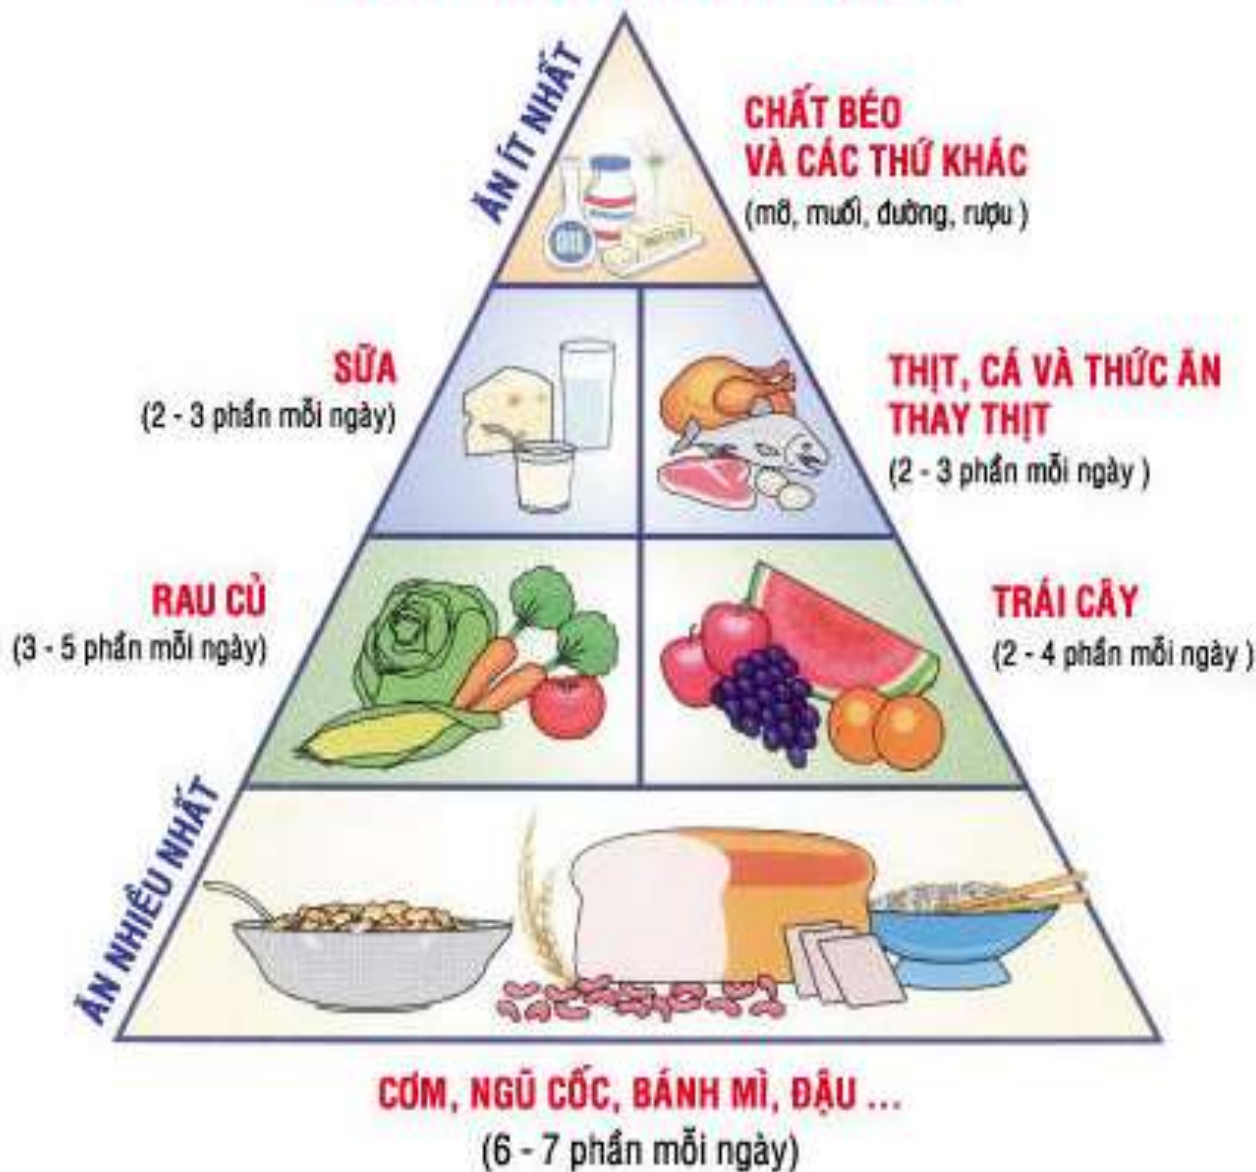 ĂN ÍT NHẤT
CHẤT BÉO
VÀ CÁC THỨ KHÁC
(mỡ, muối, đường, rượu )
OIL
SỮA
(2 - 3 phần mỗi ngày)
THỊT, CÁ VÀ THỨC ĂN
THAY THỊT
(2 - 3 phần mỗi ngày )
RAU CỦ
(3 - 5 phần mỗi ngày)
TRÁI CÂY
(2 - 4 phần mỗi ngày )
ĂN NHIỀU NHẤT
CƠM, NGŨ CỐC, BÁNH MÌ, ĐẬU ...
(6 - 7 phần mỗi ngày)